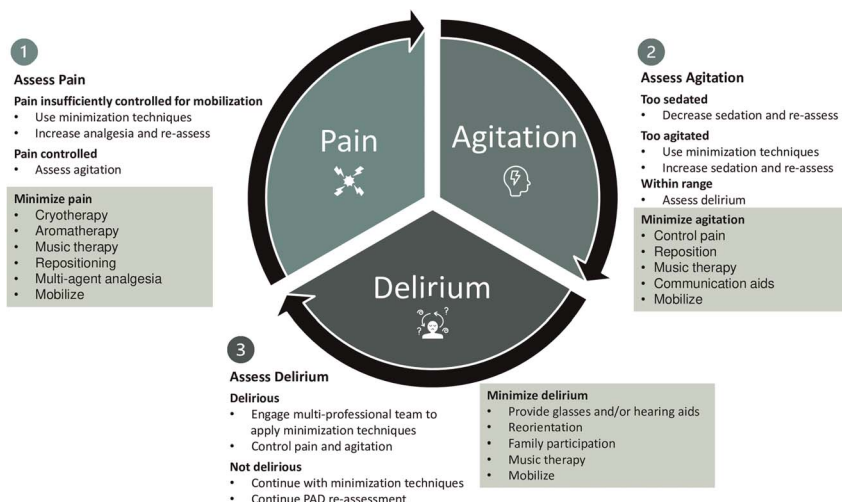 1
Assess Pain
Pain insufficiently controlled for mobilization
• Use minimization techniques
• Increase analgesia and re-assess
Pain controlled
• Assess agitation
Minimize pain
• Cryotherapy
• Aromatherapy
• Music therapy
• Repositioning
• Multi-agent analgesia
• Mobilize
Pain
Agitation
Delirium
? ?
?
2
Assess Agitation
Too sedated
• Decrease sedation and re-assess
Too agitated
• Use minimization techniques
• Increase sedation and re-assess
Within range
• Assess delirium
Minimize agitation
• Control pain
• Reposition
• Music therapy
• Communication aids
• Mobilize
3
Assess Delirium
Delirious
• Engage multi-professional team to
apply minimization techniques
• Control pain and agitation
Not delirious
• Continue with minimization techniques
• Continue PAD re-assessment
Minimize delirium
• Provide glasses and/or hearing aids
• Reorientation
• Family participation
• Music therapy
• Mobilize